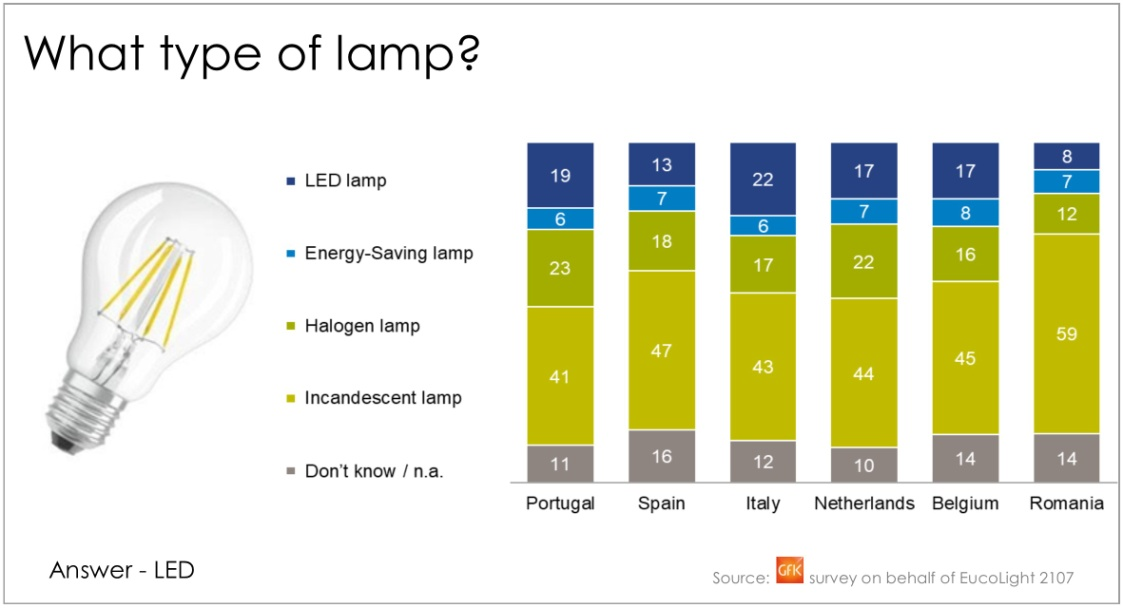 What type of lamp?
LED lamp
Energy-Saving lamp
Halogen lamp
Incandescent lamp
Don't know / n.a.
19 13 22 17 17 8
6 7 6 7 8 7
23 18 17 22 16 12
41 47 43 44 45 59
11 16 12 10 14 14
Portugal Spain Italy Netherlands Belgium Romania
Answer - LED
Source: GfK survey on behalf of EucoLight 2107